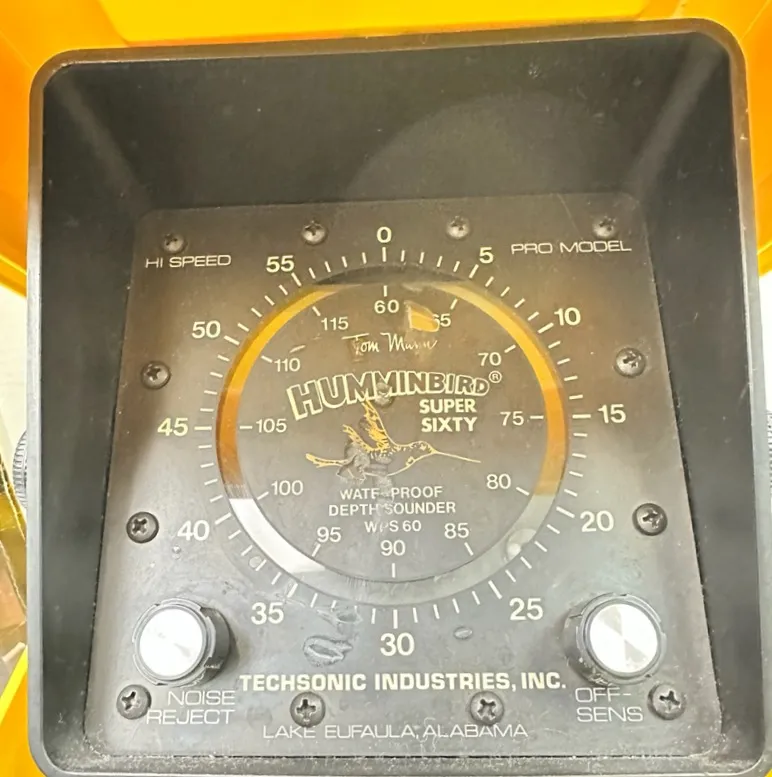 0
HI SPEED 55 5 PRO MODEL
60
115 65
50 10
Tom Mann
110 70
HUMMINBIRD®
SUPER
SIXTY
45 105 75 15
100 80
WATERPROOF
DEPTH SOUNDER
WPS 60
40 20
95 85
90
35 25
30
TECHSONIC INDUSTRIES, INC.
NOISE
REJECT
OFF-
SENS
LAKE EUFAULA, ALABAMA